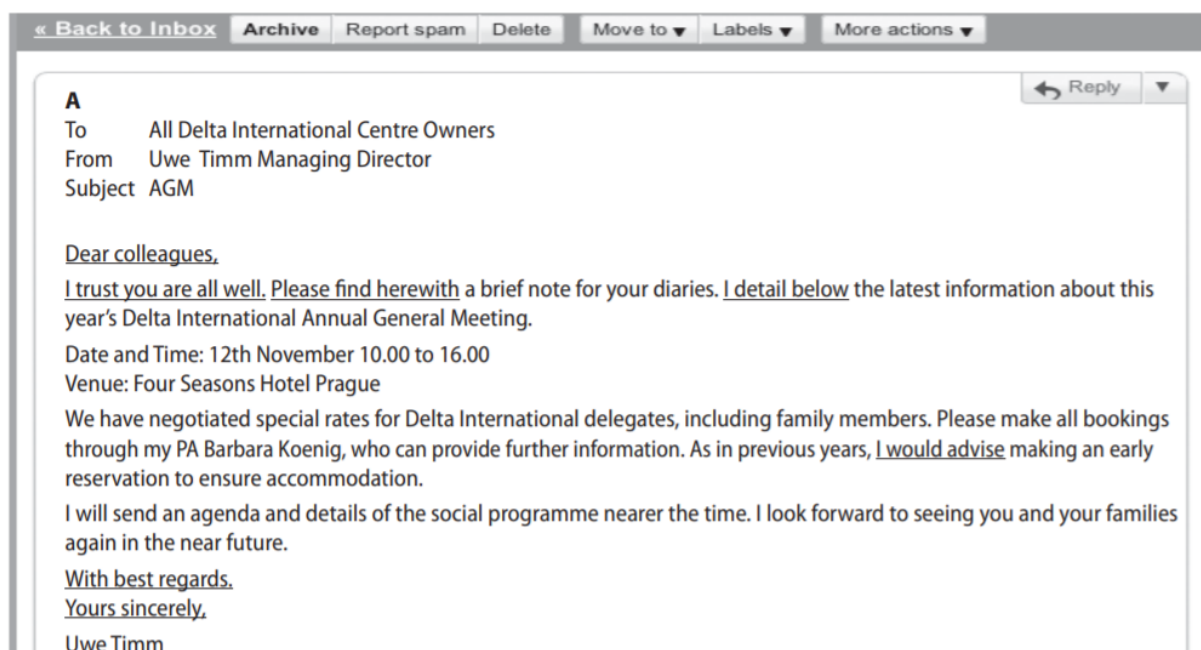 « Back to Inbox Archive Report spam Delete Move to ▼ Labels ▼ More actions ▼
Reply ▼
A
To All Delta International Centre Owners
From Uwe Timm Managing Director
Subject AGM
Dear colleagues,
I trust you are all well. Please find herewith a brief note for your diaries. I detail below the latest information about this
year's Delta International Annual General Meeting.
Date and Time: 12th November 10.00 to 16.00
Venue: Four Seasons Hotel Prague
We have negotiated special rates for Delta International delegates, including family members. Please make all bookings
through my PA Barbara Koenig, who can provide further information. As in previous years, I would advise making an early
reservation to ensure accommodation.
I will send an agenda and details of the social programme nearer the time. I look forward to seeing you and your families
again in the near future.
With best regards.
Yours sincerely,
Uwe Timm